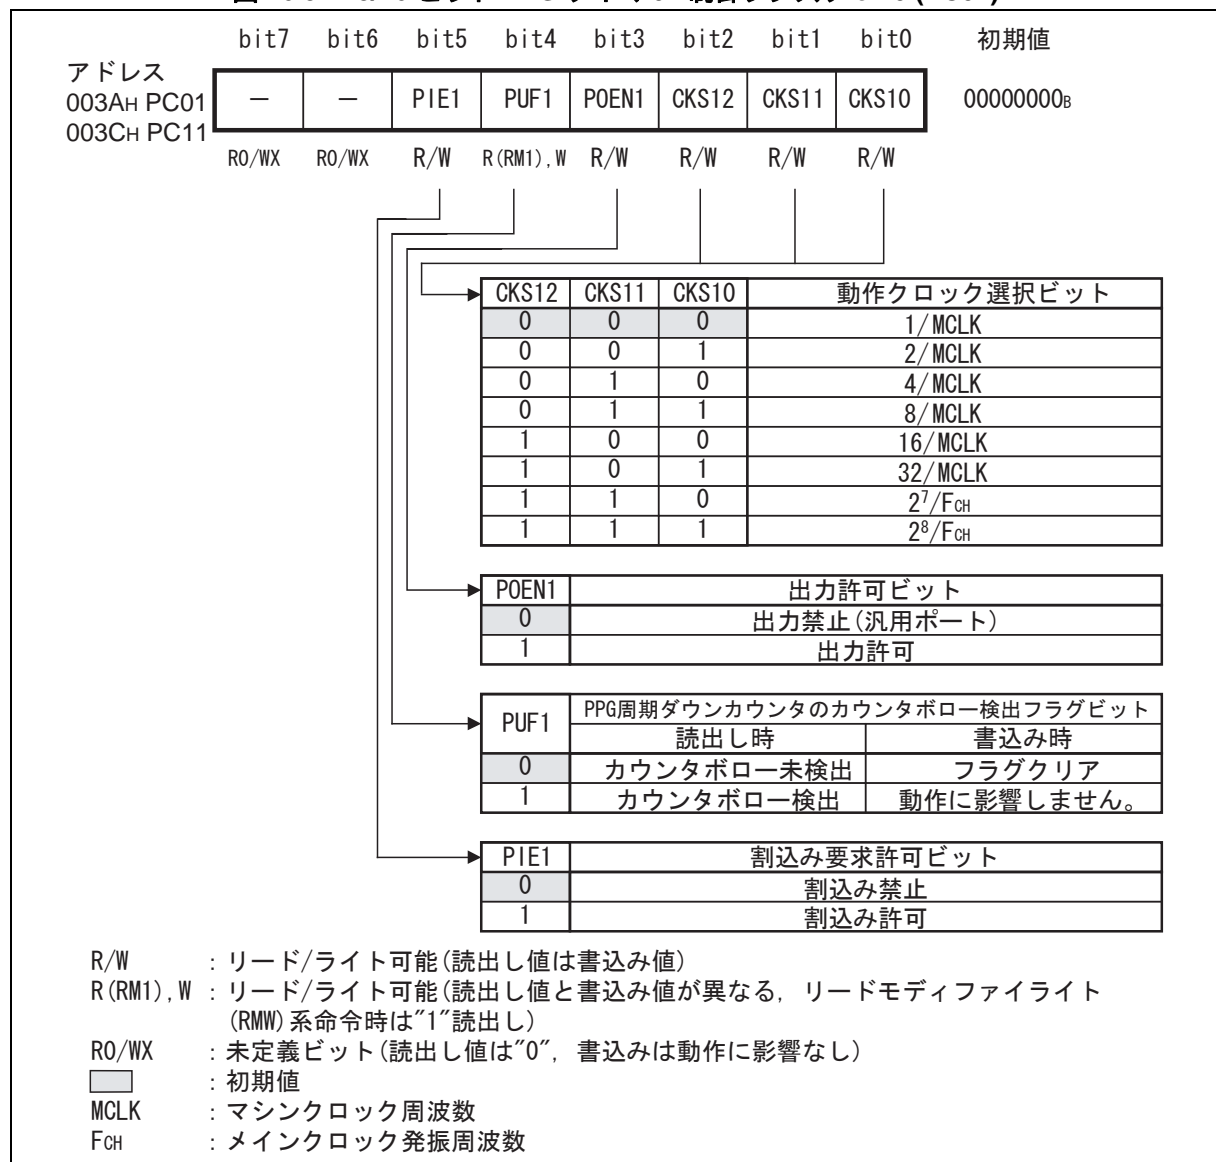 bit7 bit6 bit5 bit4 bit3 bit2 bit1 bit0 初期値
アドレス
003AH PC01 － － PIE1 PUF1 POEN1 CKS12 CKS11 CKS10 00000000B
003CH PC11
R0/WX R0/WX R/W R(RM1),W R/W R/W R/W R/W
CKS12 CKS11 CKS10 動作クロック選択ビット
0 0 0 1/MCLK
0 0 1 2/MCLK
0 1 0 4/MCLK
0 1 1 8/MCLK
1 0 0 16/MCLK
1 0 1 32/MCLK
1 1 0 2⁷/FCH
1 1 1 2⁸/FCH
POEN1 出力許可ビット
0 出力禁止(汎用ポート)
1 出力許可
PUF1 PPG周期ダウンカウンタのカウンタボロー検出フラグビット
読出し時 書込み時
0 カウンタボロー未検出 フラグクリア
1 カウンタボロー検出 動作に影響しません。
PIE1 割込み要求許可ビット
0 割込み禁止
1 割込み許可
R/W : リード/ライト可能(読出し値は書込み値)
R(RM1),W : リード/ライト可能(読出し値と書込み値が異なる, リードモディファイライト
(RMW)系命令時は"1"読出し)
R0/WX : 未定義ビット(読出し値は"0", 書込みは動作に影響なし)
: 初期値
MCLK : マシンクロック周波数
FCH : メインクロック発振周波数